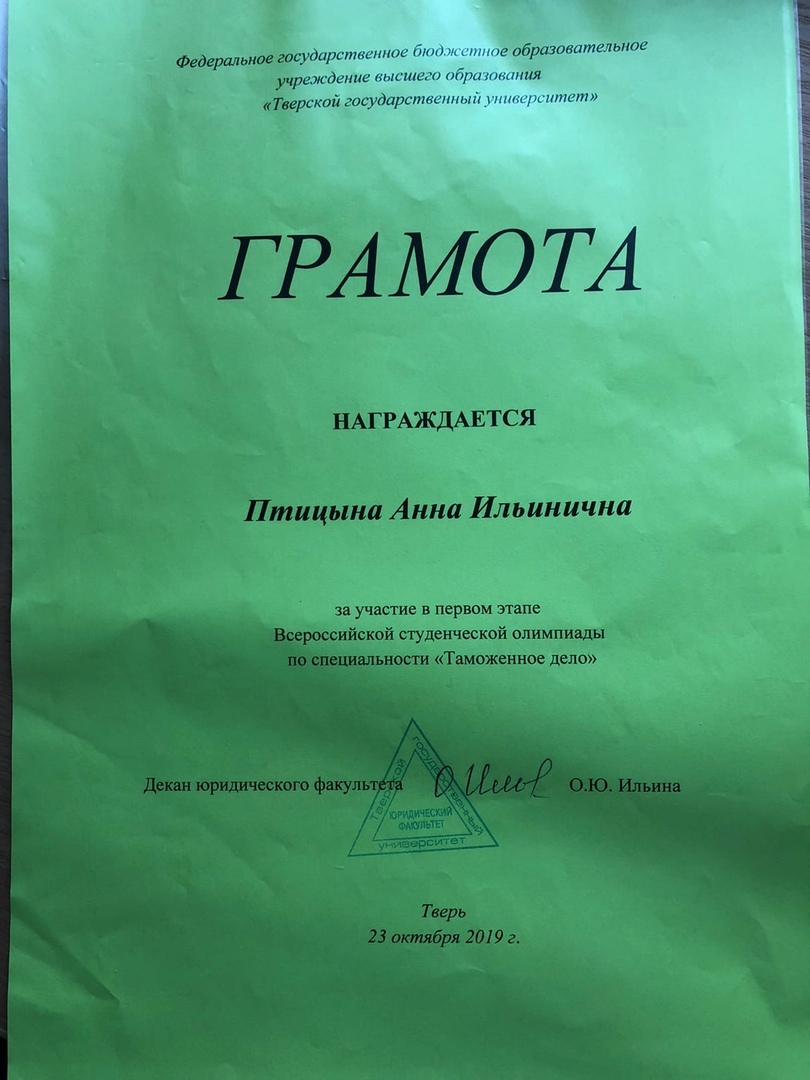 Федеральное государственное бюджетное образовательное
учреждение высшего образования
«Тверской государственный университет»
ГРАМОТА
НАГРАЖДАЕТСЯ
Птицына Анна Ильинична
за участие в первом этапе
Всероссийской студенческой олимпиады
по специальности «Таможенное дело»
Декан юридического факультета О.Ю. Ильина
Тверской государственный университет
ЮРИДИЧЕСКИЙ
ФАКУЛЬТЕТ
Тверь
23 октября 2019 г.